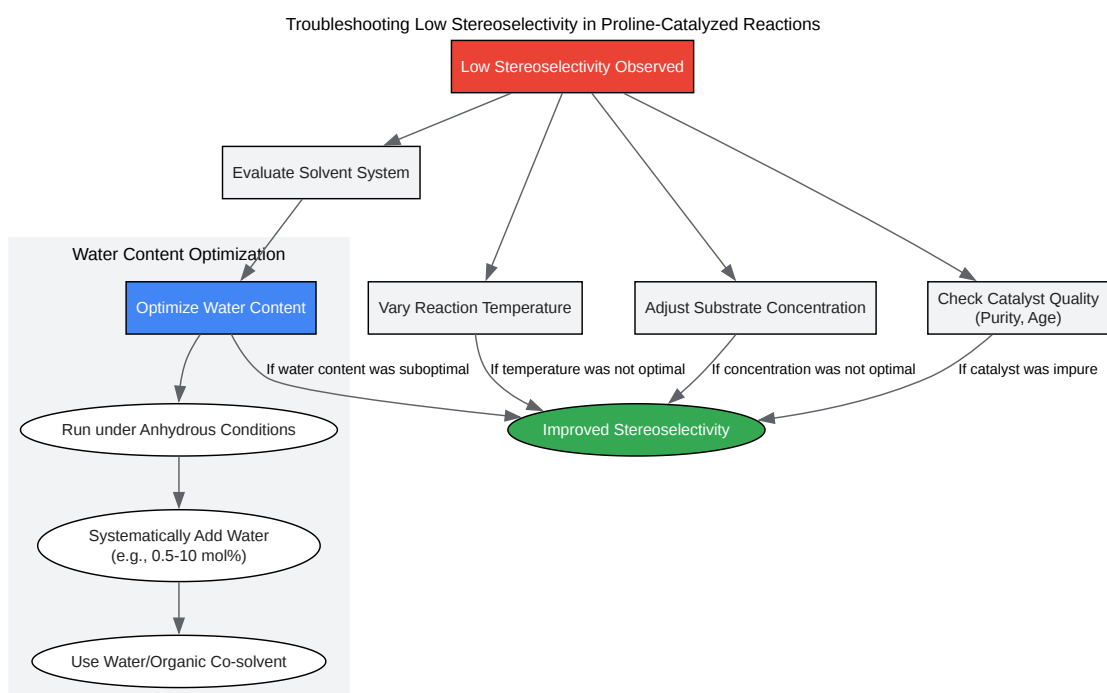 Troubleshooting Low Stereoselectivity in Proline-Catalyzed Reactions
Low Stereoselectivity Observed
Evaluate Solvent System
Water Content Optimization
Optimize Water Content
Vary Reaction Temperature
Adjust Substrate Concentration
Check Catalyst Quality
(Purity, Age)
If water content was suboptimal
If temperature was not optimal
If concentration was not optimal
If catalyst was impure
Run under Anhydrous Conditions
Improved Stereoselectivity
Systematically Add Water
(e.g., 0.5-10 mol%)
Use Water/Organic Co-solvent